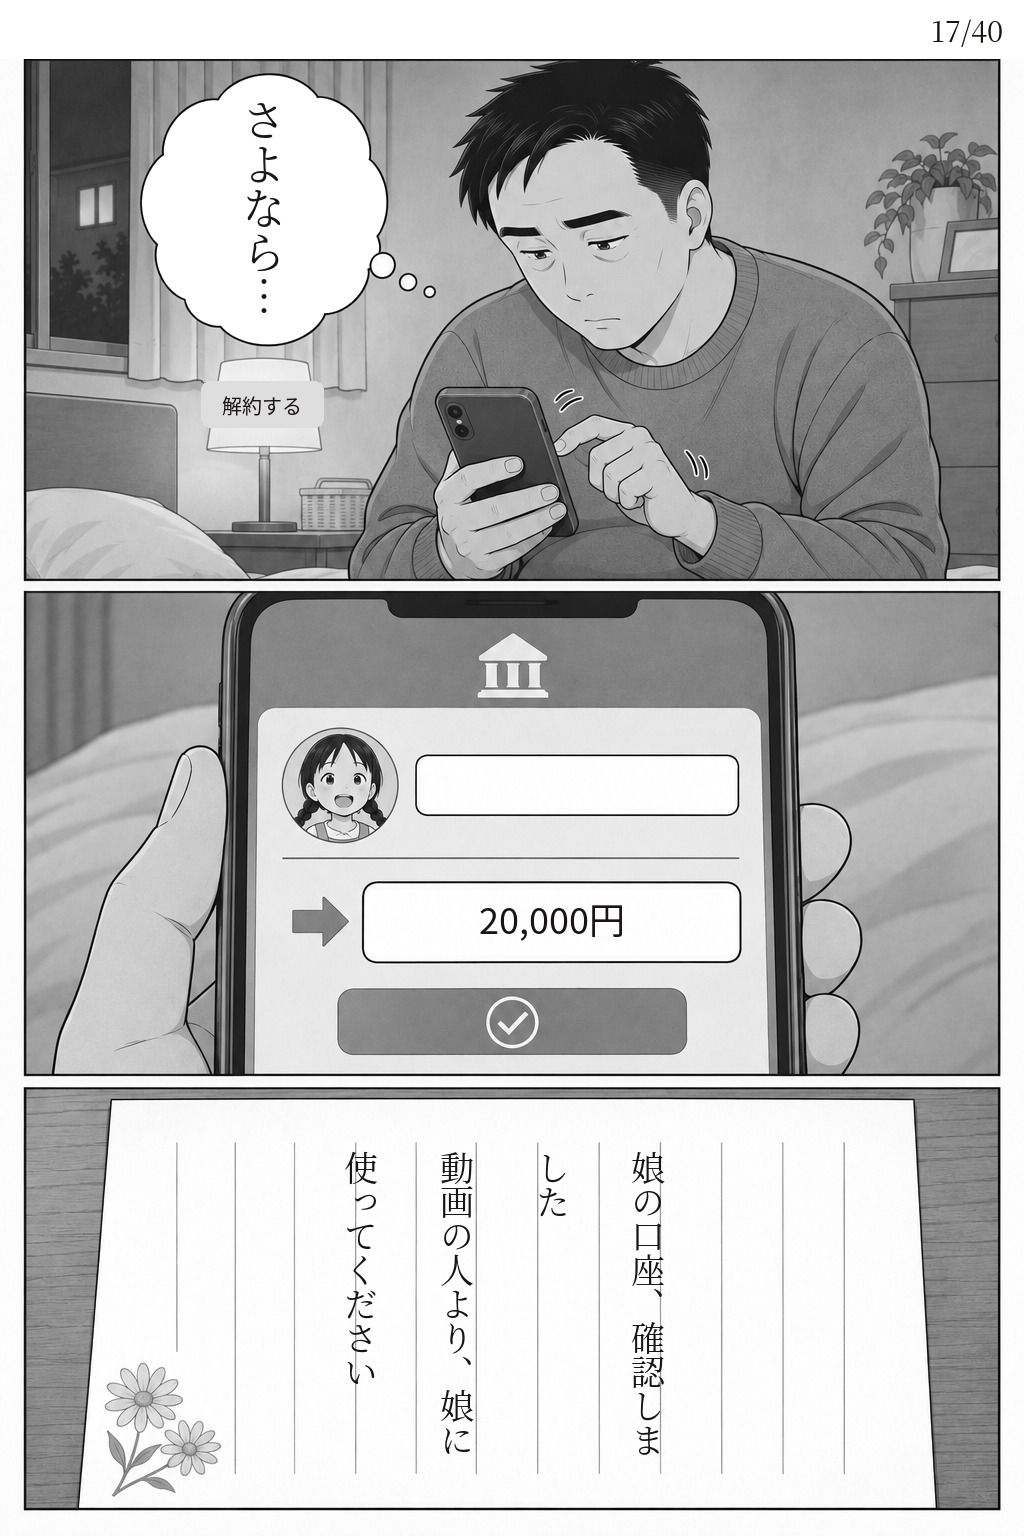 17/40
さよなら…
解約する
20,000円
娘の口座、確認しま
した
動画の人より、娘に
使ってください